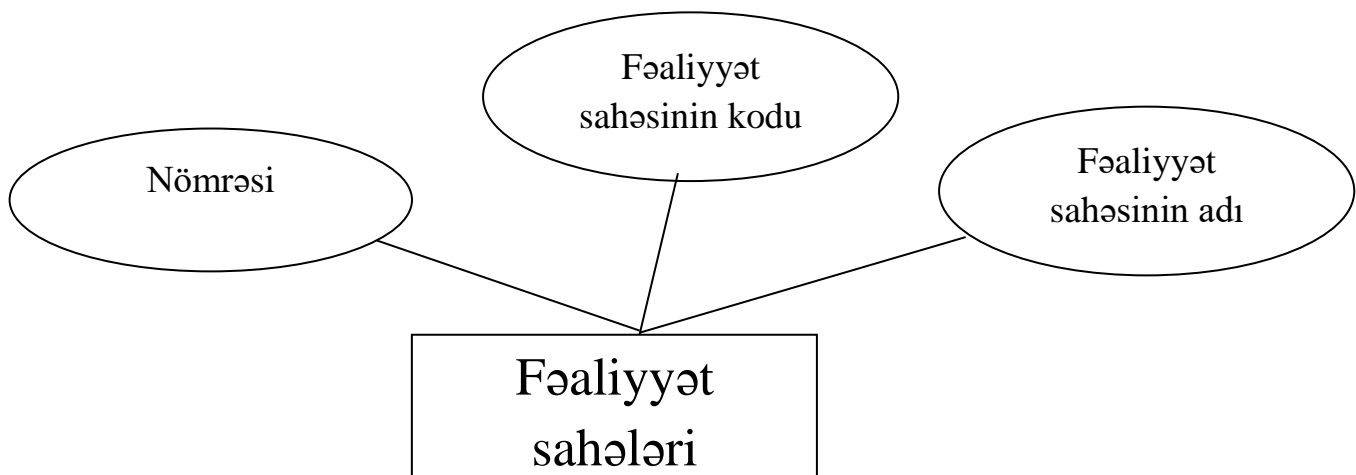 Fəaliyyət
sahəsinin kodu
Nömrəsi
Fəaliyyət
sahəsinin adı
Fəaliyyət
sahələri